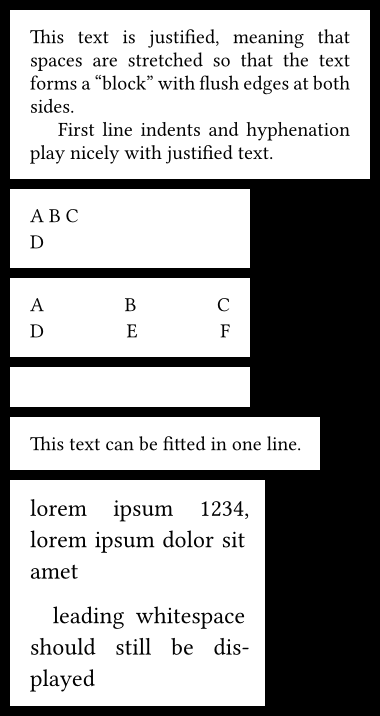 This text is justified, meaning that
spaces are stretched so that the text
forms a “block” with flush edges at both
sides.
First line indents and hyphenation
play nicely with justified text.
A B C
D
A B C
D E F
This text can be fitted in one line.
lorem ipsum 1234,
lorem ipsum dolor sit
amet
leading whitespace
should still be dis-
played